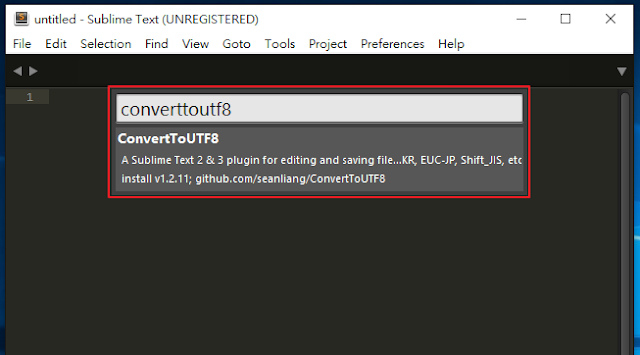 untitled - Sublime Text (UNREGISTERED)
File Edit Selection Find View Goto Tools Project Preferences Help
1
converttoutf8
ConvertToUTF8
A Sublime Text 2 & 3 plugin for editing and saving file...KR, EUC-JP, Shift_JIS, etc
install v1.2.11; github.com/seanliang/ConvertToUTF8